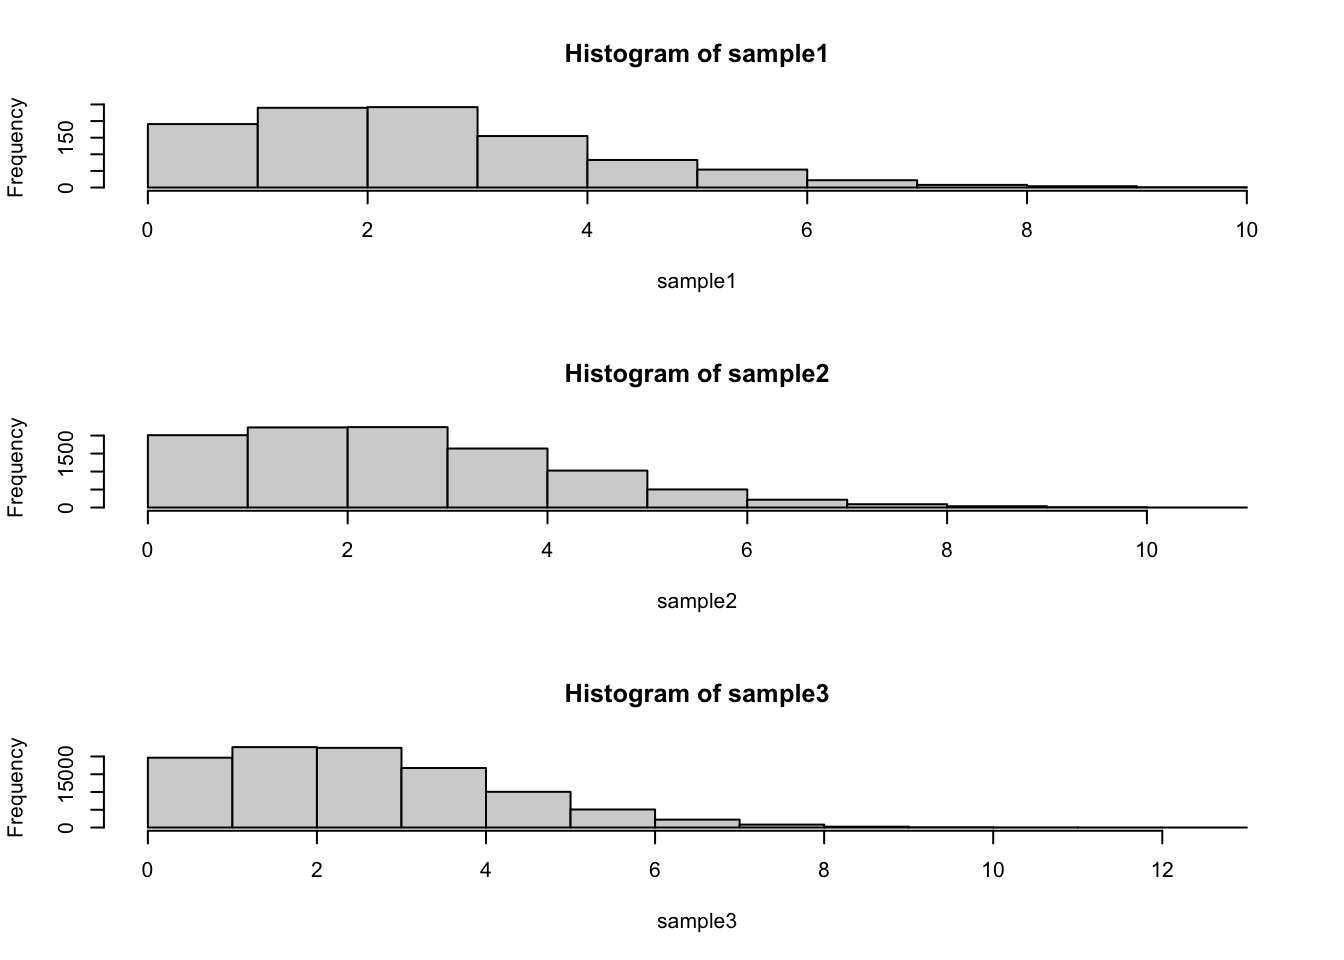 Histogram of sample1
Frequency
0 150
0 2 4 6 8 10
sample1
Histogram of sample2
Frequency
0 1500
0 2 4 6 8 10
sample2
Histogram of sample3
Frequency
0 15000
0 2 4 6 8 10 12
sample3